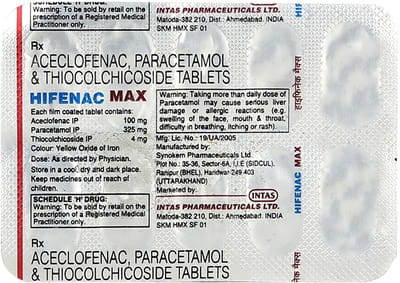 SCHEDULE 'H' DRUG:
Warning: To be sold by retail on the
prescription of a Registered Medical
Practitioner only.
INTAS PHARMACEUTICALS LTD.
Matoda-382 210, Dist.: Ahmedabad. INDIA
SKM HMX SF 01
Rx
ACECLOFENAC, PARACETAMOL
& THIOCOLCHICOSIDE TABLETS
HIFENAC MAX
Each film coated tablet contains:
Aceclofenac IP 100 mg
Paracetamol IP 325 mg
Thiocolchicoside IP 4 mg
Colour: Yellow Oxide of Iron
Dose: As directed by Physician.
Store in a cool, dry and dark place.
Keep medicines out of reach of
children.
Warning: Taking more than daily dose of
Paracetamol may cause serious liver
damage or allergic reactions (e.g.
swelling of the face, mouth & throat,
difficulty in breathing, itching or rash).
Mfg. Lic. No.: 19/UA/2005
Manufactured by:
Synokem Pharmaceuticals Ltd.
Plot No.: 35-36, Sector-6A, I.I.E. (SIDCUL),
Ranipur (BHEL), Haridwar-249 403
(UTTARAKHAND)
Marketed by:
INTAS
SCHEDULE 'H' DRUG:
Warning: To be sold by retail on the
prescription of a Registered Medical
Practitioner only.
INTAS PHARMACEUTICALS LTD.
Matoda-382 210, Dist.: Ahmedabad. INDIA
SKM HMX SF 01
Rx
ACECLOFENAC, PARACETAMOL
& THIOCOLCHICOSIDE TABLETS
HIFENAC
हाइफिनेक मैक्स
HIFENAC MAX